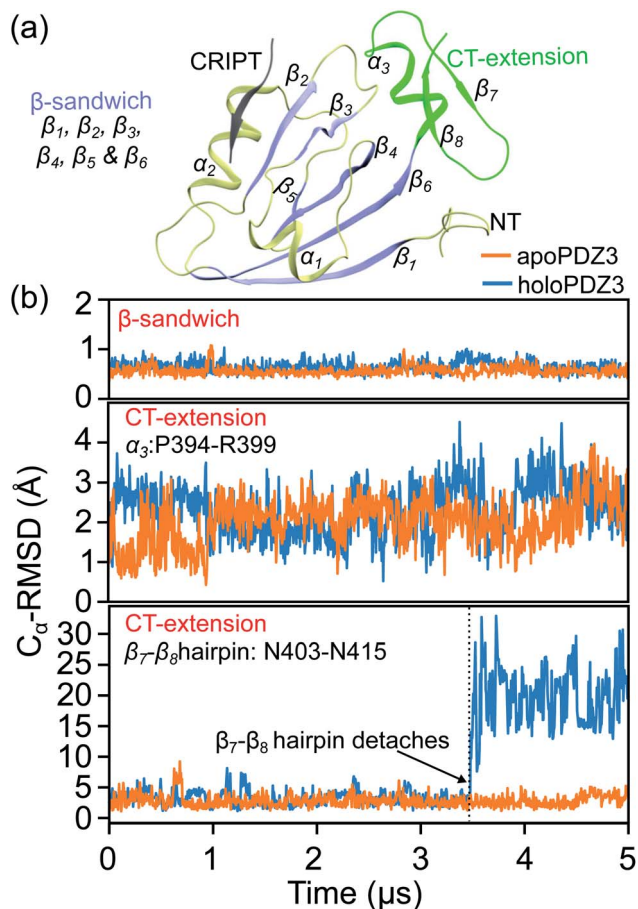 (a)
CRIPT
α3
CT-extension
β-sandwich
β1, β2, β3,
β4, β5 & β6
β2
β3
β7
β8
β4
α2
β5
β6
α1
β1
NT
apoPDZ3
holoPDZ3
(b)
β-sandwich
2
1
0
CT-extension
α3:P394-R399
4
3
2
1
0
CT-extension
β7-β8hairpin: N403-N415
β7-β8 hairpin detaches
30
25
20
15
10
5
0
Cα-RMSD (Å)
0 1 2 3 4 5
Time (μs)